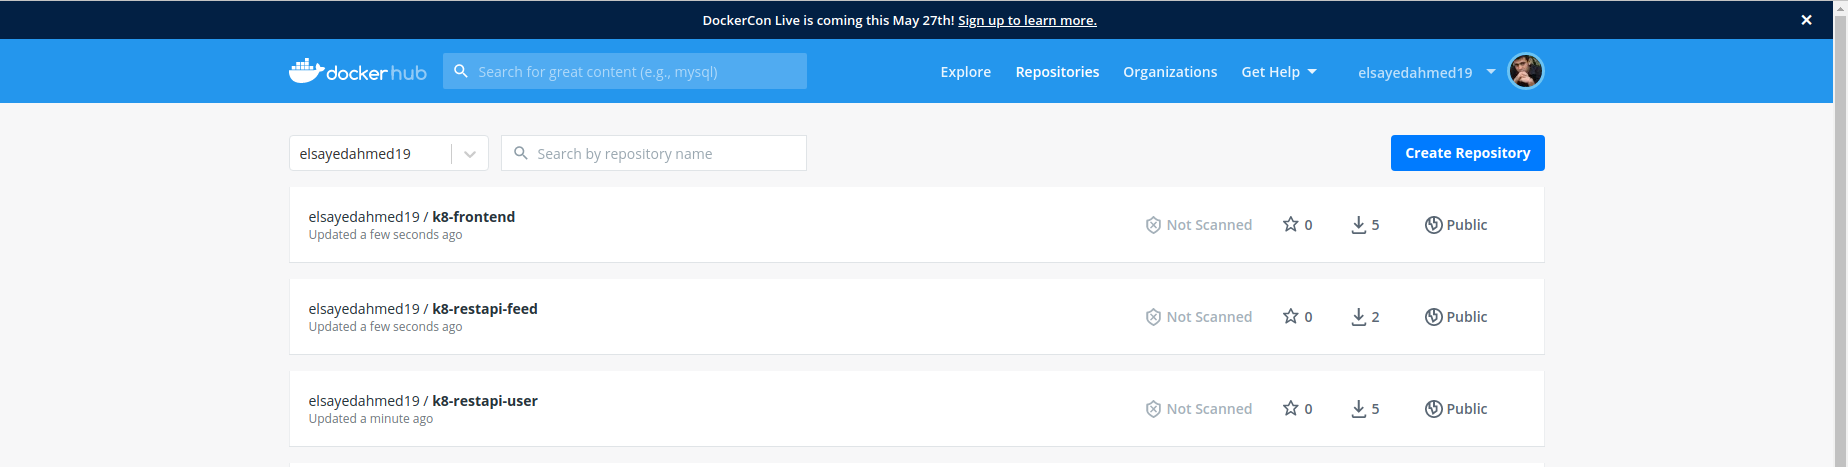 DockerCon Live is coming this May 27th! Sign up to learn more.
docker hub
Search for great content (e.g., mysql)
Explore
Repositories
Organizations
Get Help
elsayedahmed19
elsayedahmed19
Search by repository name
Create Repository
elsayedahmed19 / k8-frontend
Updated a few seconds ago
Not Scanned
0
5
Public
elsayedahmed19 / k8-restapi-feed
Updated a few seconds ago
Not Scanned
0
2
Public
elsayedahmed19 / k8-restapi-user
Updated a minute ago
Not Scanned
0
5
Public